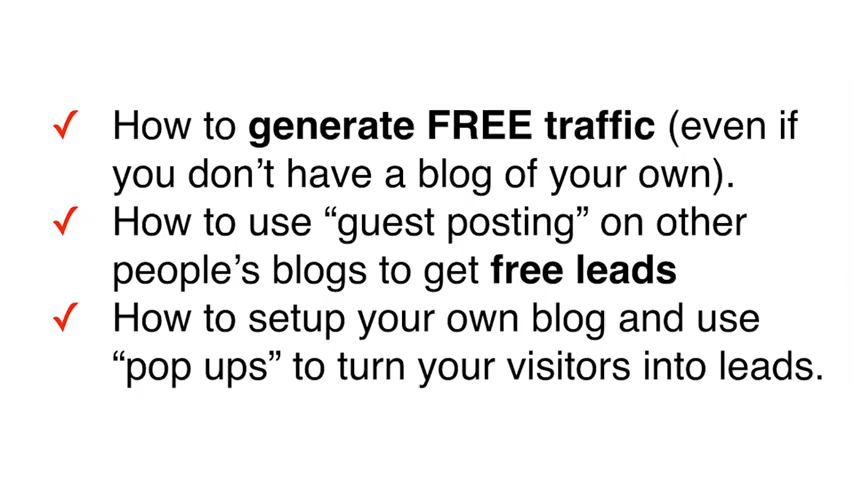 ✓ How to generate FREE traffic (even if
you don’t have a blog of your own).
✓ How to use “guest posting” on other
people’s blogs to get free leads
✓ How to setup your own blog and use
“pop ups” to turn your visitors into leads.